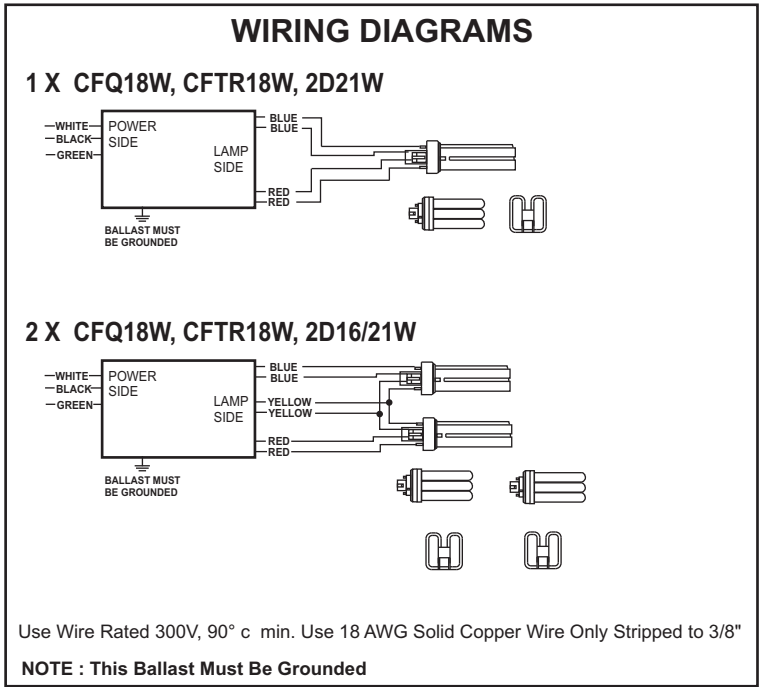 WIRING DIAGRAMS
1 X CFQ18W, CFTR18W, 2D21W
WHITE
BLACK
GREEN
POWER
SIDE
LAMP
SIDE
BLUE
BLUE
RED
RED
BALLAST MUST
BE GROUNDED
2 X CFQ18W, CFTR18W, 2D16/21W
WHITE
BLACK
GREEN
POWER
SIDE
LAMP
SIDE
BLUE
BLUE
YELLOW
YELLOW
RED
RED
BALLAST MUST
BE GROUNDED
Use Wire Rated 300V, 90° c min. Use 18 AWG Solid Copper Wire Only Stripped to 3/8"
NOTE : This Ballast Must Be Grounded